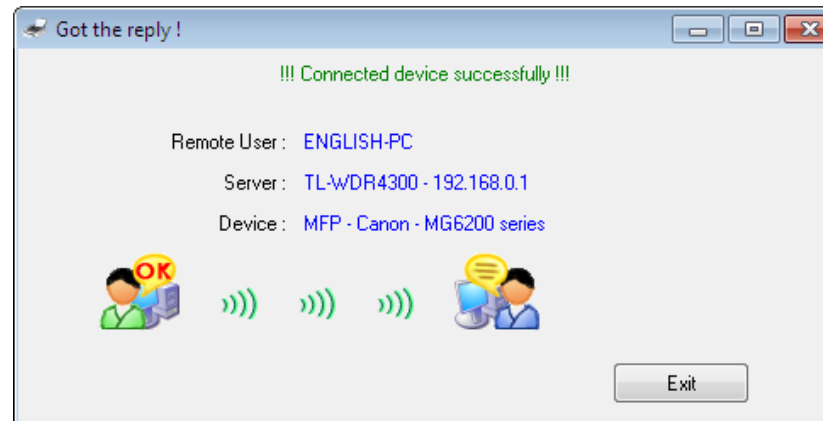 Got the reply !
!!! Connected device successfully !!!
Remote User : ENGLISH-PC
Server : TL-WDR4300 - 192.168.0.1
Device : MFP - Canon - MG6200 series
OK
Exit